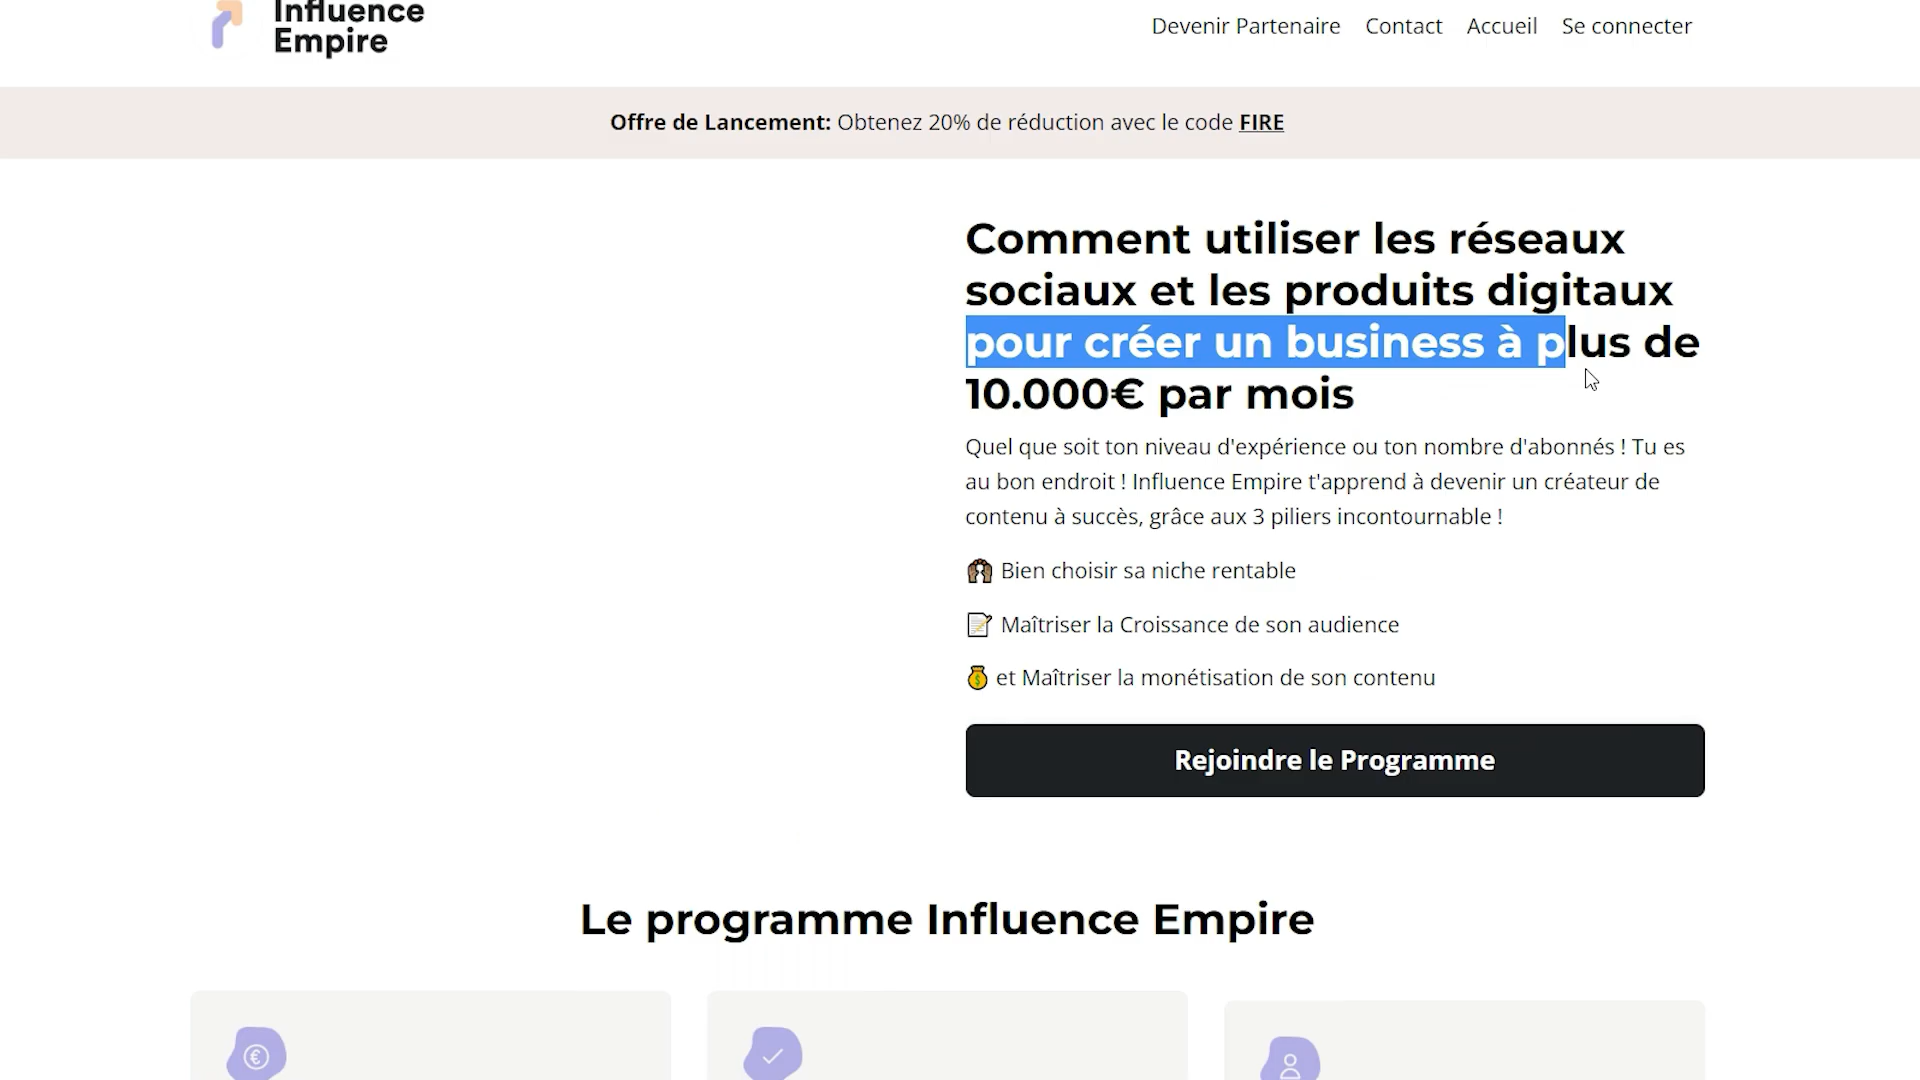 Influence
Empire
Devenir Partenaire
Contact
Accueil
Se connecter
Offre de Lancement: Obtenez 20% de réduction avec le code FIRE
Comment utiliser les réseaux
sociaux et les produits digitaux
pour créer un business à plus de
10.000€ par mois
Quel que soit ton niveau d'expérience ou ton nombre d'abonnés ! Tu es
au bon endroit ! Influence Empire t'apprend à devenir un créateur de
contenu à succès, grâce aux 3 piliers incontournable !
Bien choisir sa niche rentable
Maîtriser la Croissance de son audience
et Maîtriser la monétisation de son contenu
Rejoindre le Programme
Le programme Influence Empire